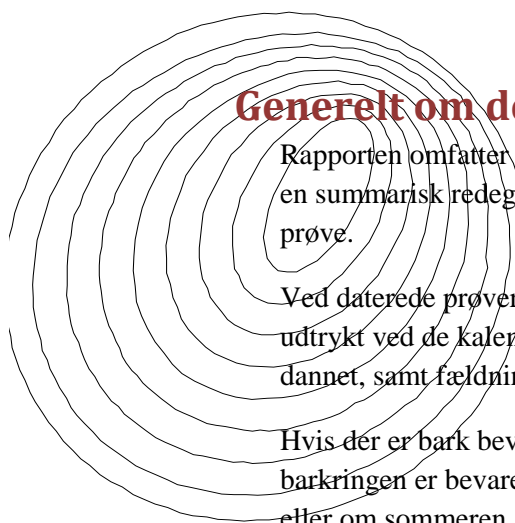 Generelt om de
Rapporten omfatter
en summarisk redeg
prøve.
Ved daterede prøver
udtrykt ved de kalen
dannet, samt fældnin
Hvis der er bark bev
barkringen er bevare
eller om sommeren